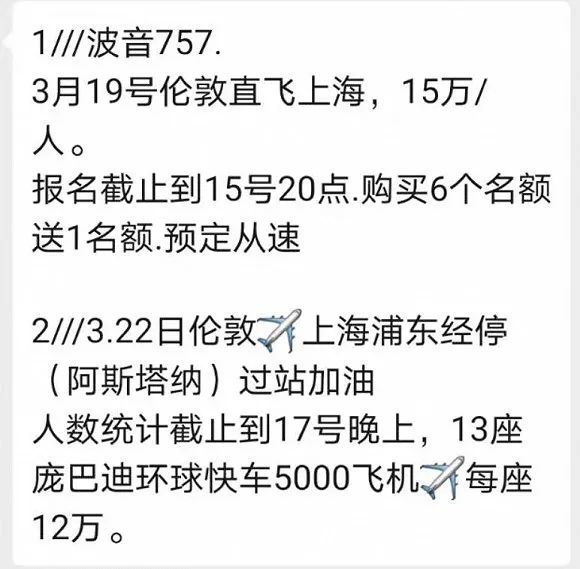 1///波音757.
3月19号伦敦直飞上海，15万/
人。
报名截止到15号20点.购买6个名额
送1名额.预定从速
2///3.22日伦敦✈️上海浦东经停
（阿斯塔纳）过站加油
人数统计截止到17号晚上，13座
庞巴迪环球快车5000飞机✈️每座
12万。